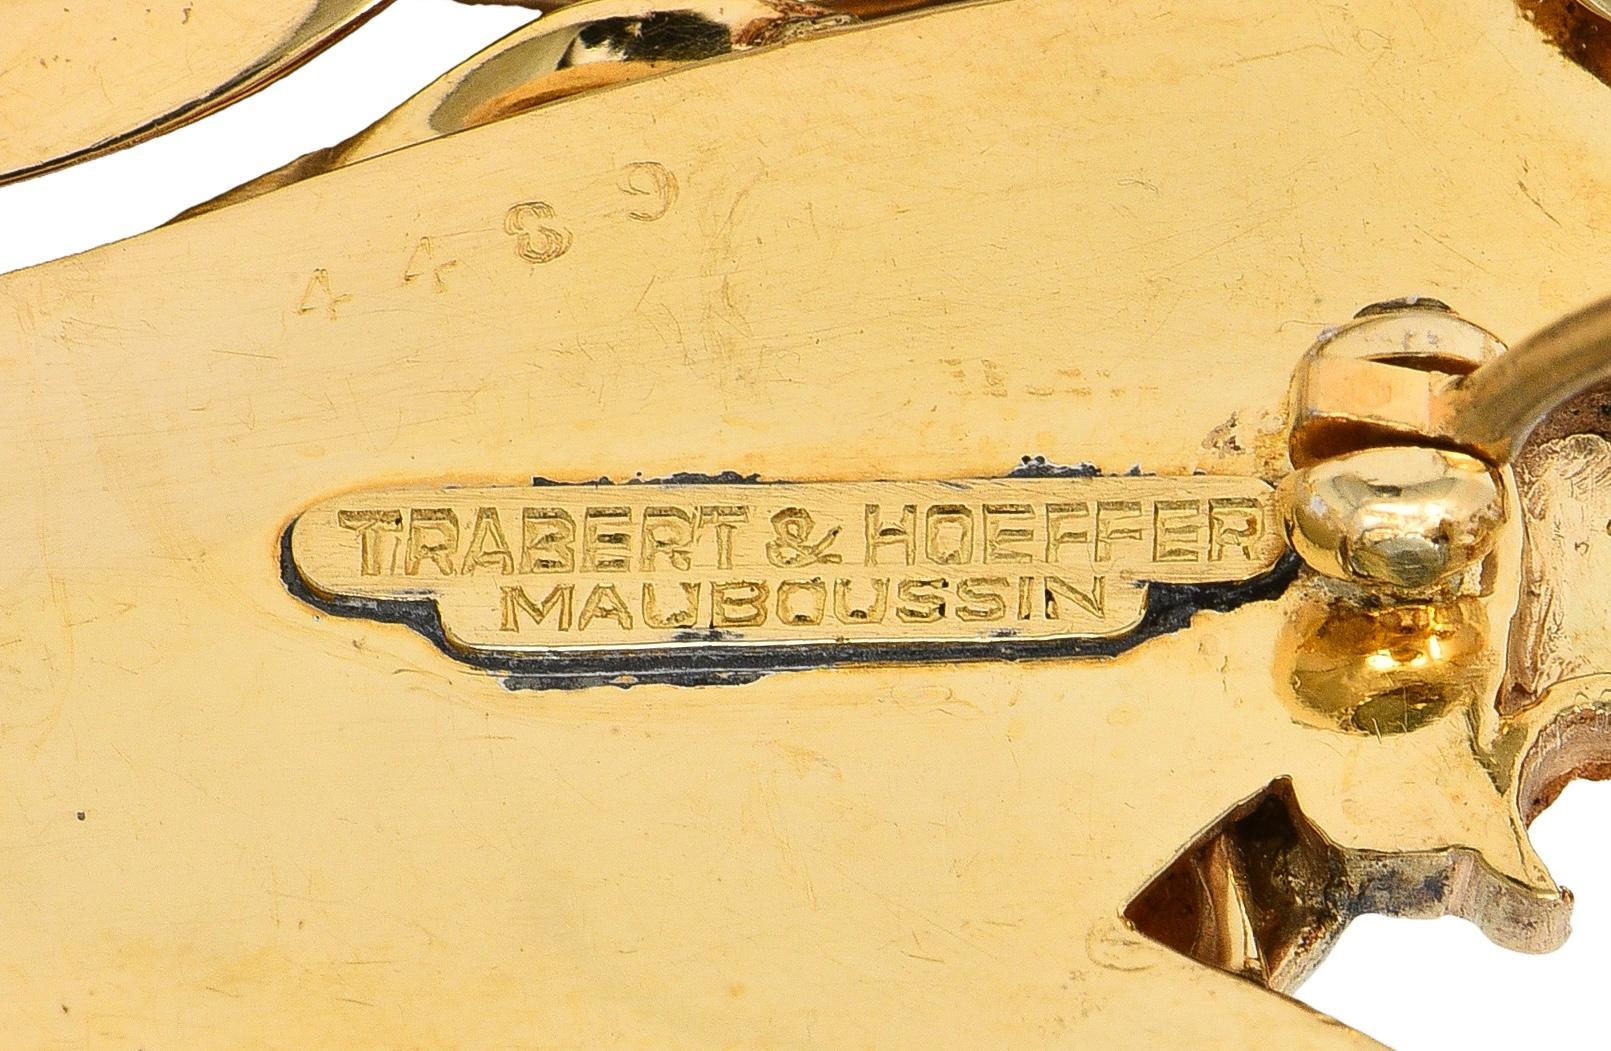 4489
TRABERT & HOEFFER
MAUBOUSSIN